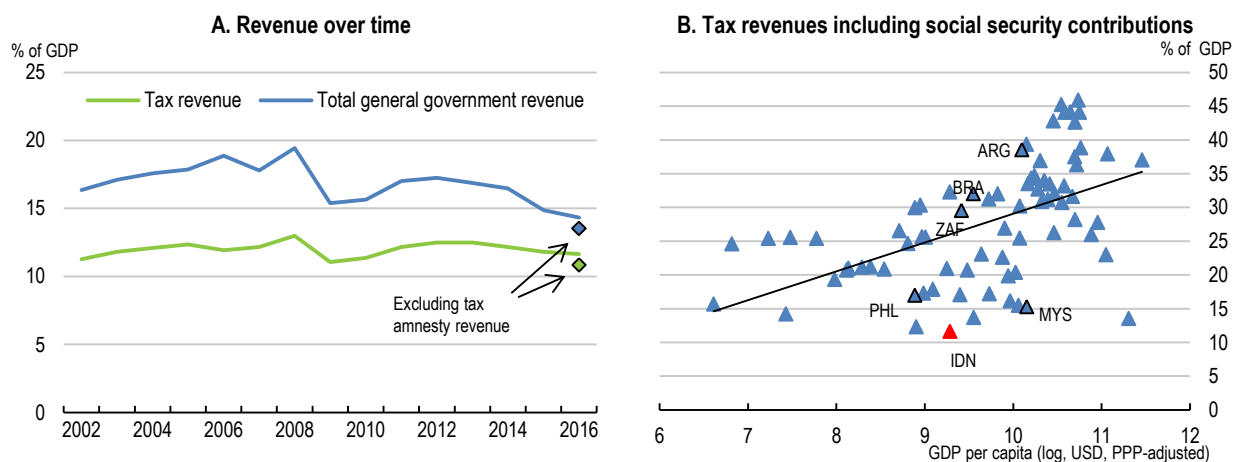 A. Revenue over time
% of GDP
25
20
15
10
5
0
Tax revenue
Total general government revenue
Excluding tax
amnesty revenue
2002 2004 2006 2008 2010 2012 2014 2016
B. Tax revenues including social security contributions
% of GDP
50
45
40
35
30
25
20
15
10
5
0
ARG
BRA
ZAF
PHL
MYS
IDN
6 7 8 9 10 11 12
GDP per capita (log, USD, PPP-adjusted)